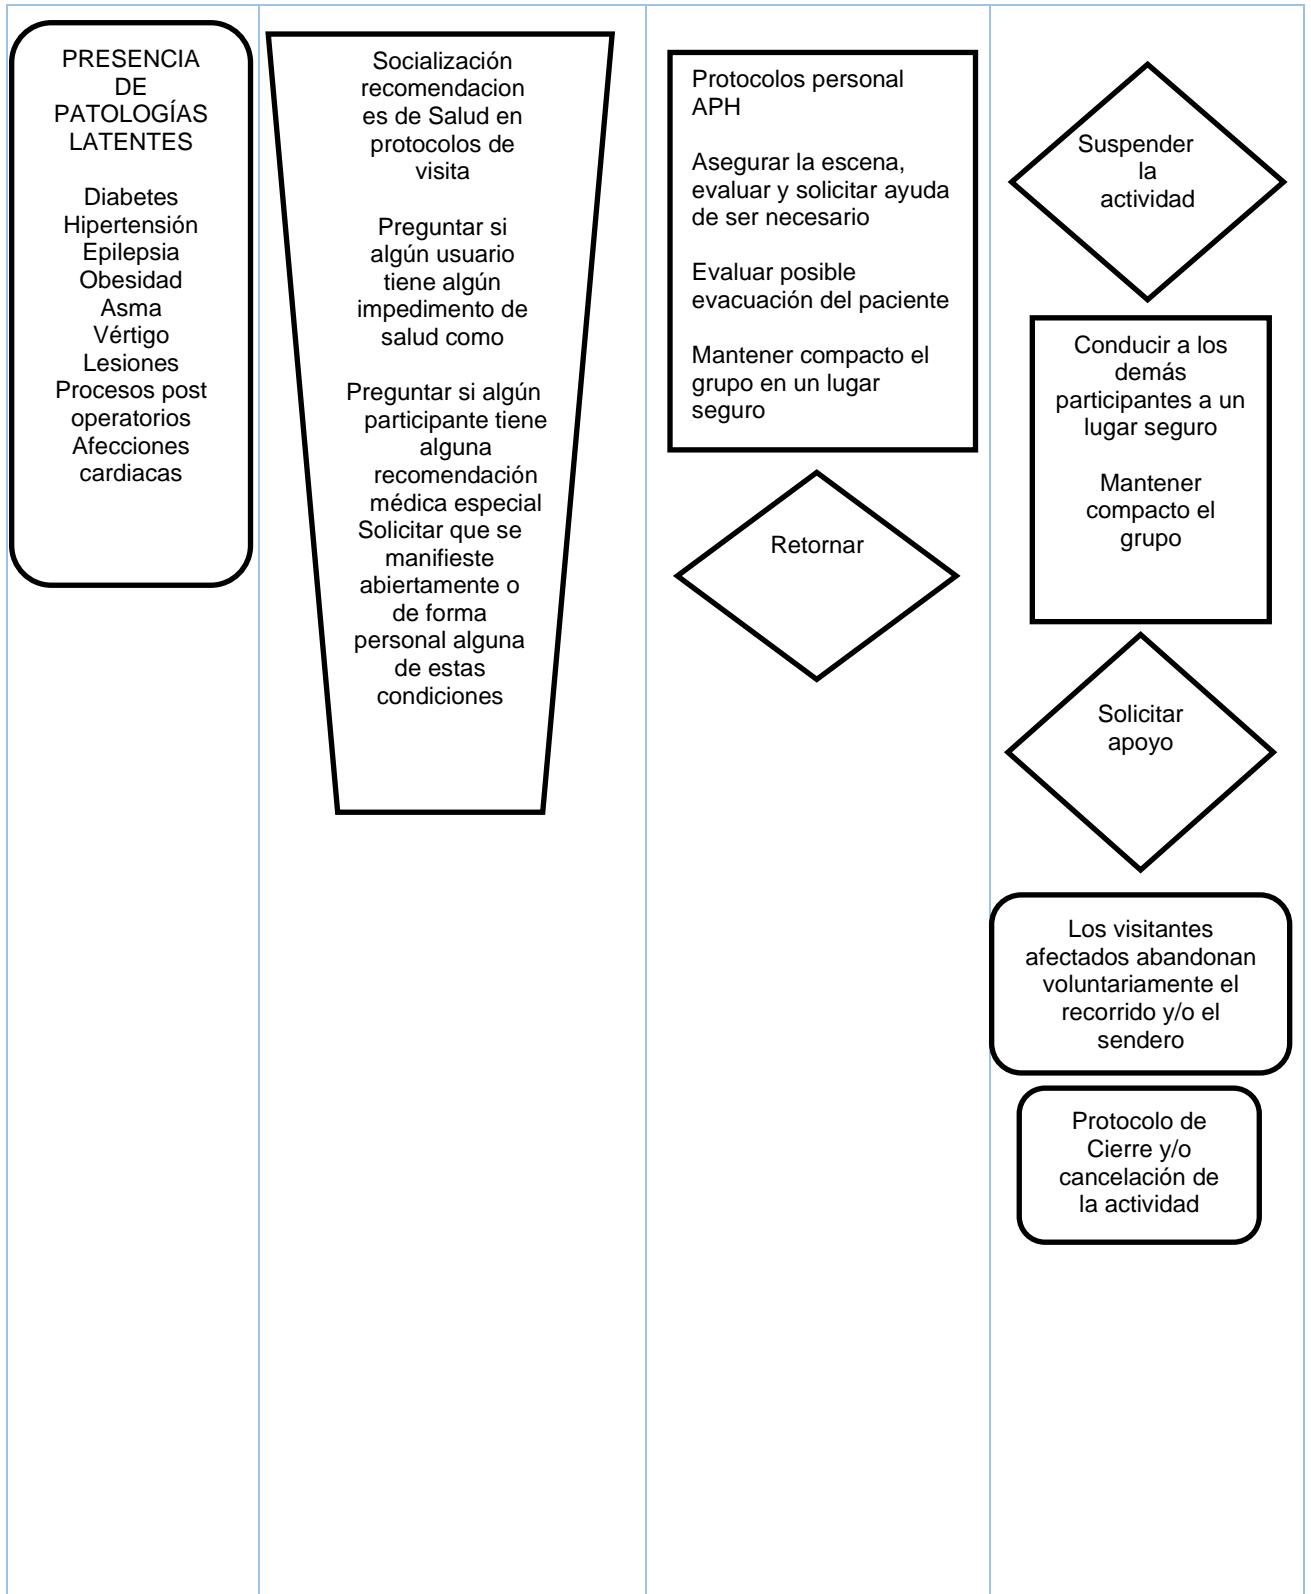 PRESENCIA
DE
PATOLOGÍAS
LATENTES
Diabetes
Hipertensión
Epilepsia
Obesidad
Asma
Vértigo
Lesiones
Procesos post
operatorios
Afecciones
cardiacas
Socialización
recomendacion
es de Salud en
protocolos de
visita
Preguntar si
algún usuario
tiene algún
impedimento de
salud como
Preguntar si algún
participante tiene
alguna
recomendación
médica especial
Solicitar que se
manifieste
abiertamente o
de forma
personal alguna
de estas
condiciones
Protocolos personal
APH
Asegurar la escena,
evaluar y solicitar ayuda
de ser necesario
Evaluar posible
evacuación del paciente
Mantener compacto el
grupo en un lugar
seguro
Retornar
Suspender
la
actividad
Conducir a los
demás
participantes a un
lugar seguro
Mantener
compacto el
grupo
Solicitar
apoyo
Los visitantes
afectados abandonan
voluntariamente el
recorrido y/o el
sendero
Protocolo de
Cierre y/o
cancelación de
la actividad